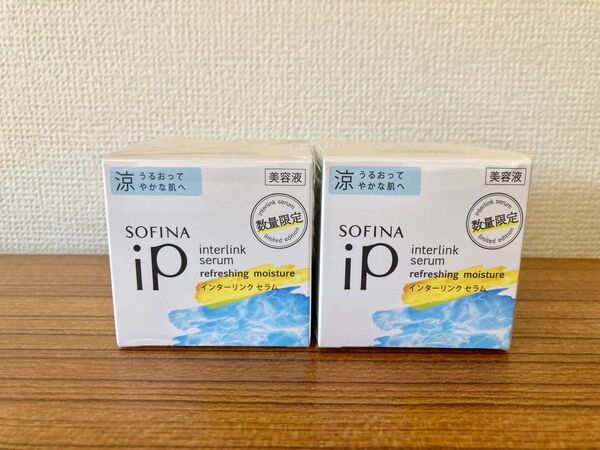 涼 うるおって
やかな肌へ
美容液
interlink serum
数量限定
limited edition
SOFINA
iP
interlink
serum
refreshing moisture
インターリンク セラム
涼 うるおって
やかな肌へ
美容液
interlink serum
数量限定
limited edition
SOFINA
iP
interlink
serum
refreshing moisture
インターリンク セラム